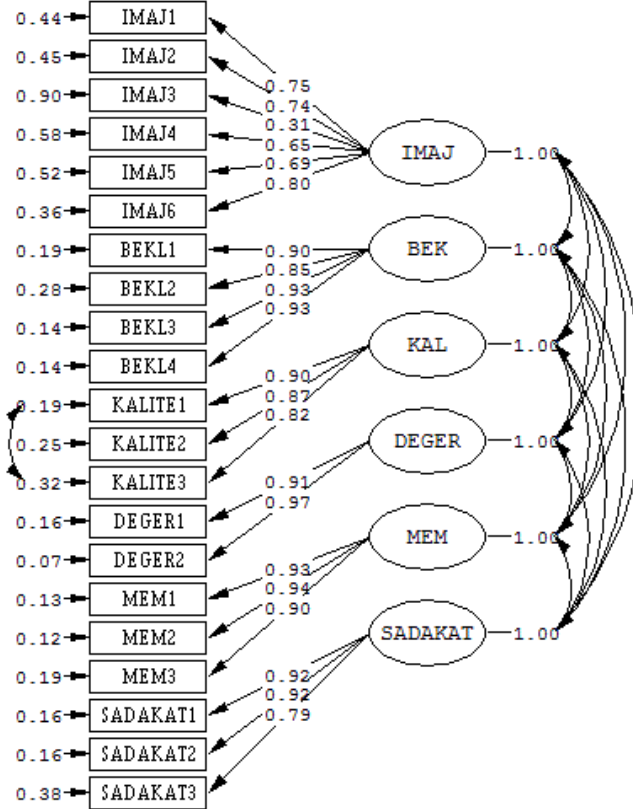 0.44 IMAJ1
0.45 IMAJ2
0.75
0.90 IMAJ3
0.74
0.31
0.58 IMAJ4
0.65
IMAJ 1.00
0.52 IMAJ5
0.69
0.80
0.36 IMAJ6
0.19 BEKL1
0.90
BEK 1.00
0.85
0.28 BEKL2
0.93
0.93
0.14 BEKL3
KAL 1.00
0.14 BEKL4
0.90
0.87
0.19 KALITE1
0.82
0.25 KALITE2
DEGER 1.00
0.32 KALITE3
0.91
0.97
0.16 DEGER1
MEM 1.00
0.07 DEGER2
0.93
0.94
0.13 MEM1
0.90
0.12 MEM2
SADAKAT 1.00
0.19 MEM3
0.92
0.92
0.16 SADAKAT1
0.79
0.16 SADAKAT2
0.38 SADAKAT3